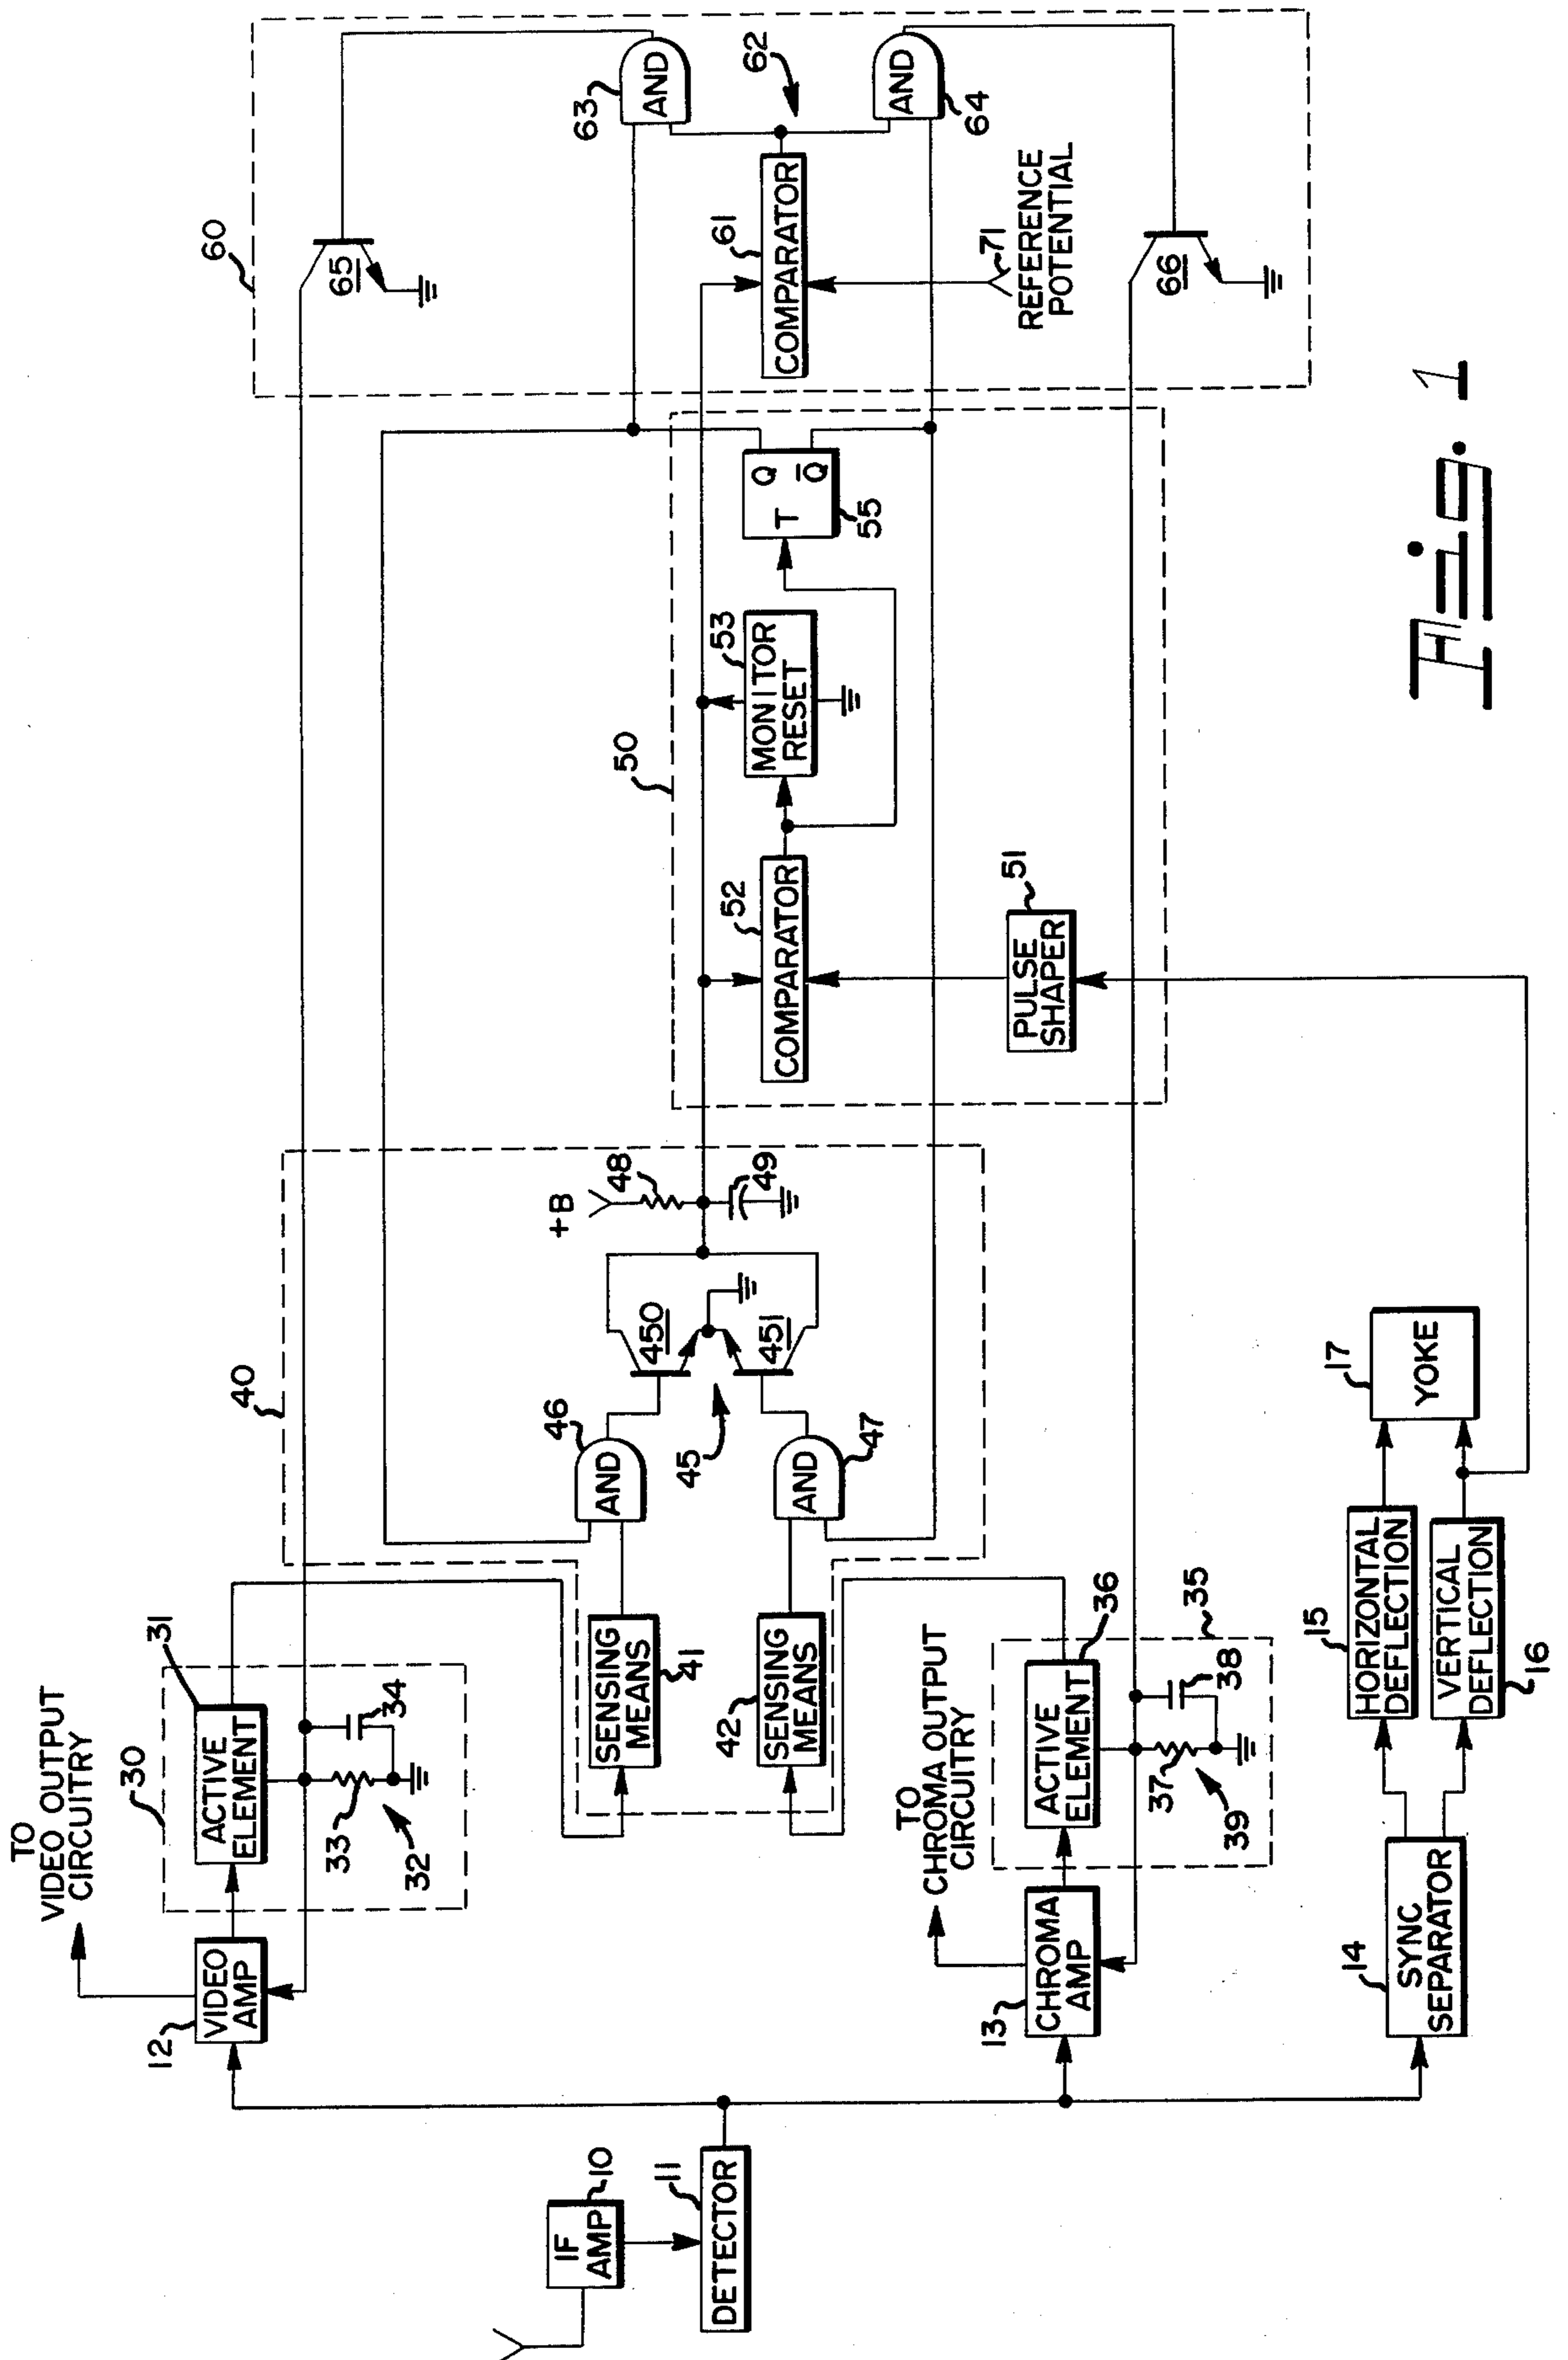 IF
AMP
10
DETECTOR
11
TO
VIDEO OUTPUT
CIRCUITRY
VIDEO
AMP
12
30
ACTIVE
ELEMENT
31
33
34
32
SENSING
MEANS
41
SENSING
MEANS
42
TO
CHROMA OUTPUT
CIRCUITRY
CHROMA
AMP
13
ACTIVE
ELEMENT
36
35
37
38
39
SYNC
SEPARATOR
14
HORIZONTAL
DEFLECTION
15
VERTICAL
DEFLECTION
16
YOKE
17
40
AND
46
AND
47
45
450
451
+B
48
49
50
COMPARATOR
52
PULSE
SHAPER
51
MONITOR
RESET
53
T
Q
Q̅
55
60
65
COMPARATOR
61
71
REFERENCE
POTENTIAL
66
AND
63
62
AND
64
Fig. 1